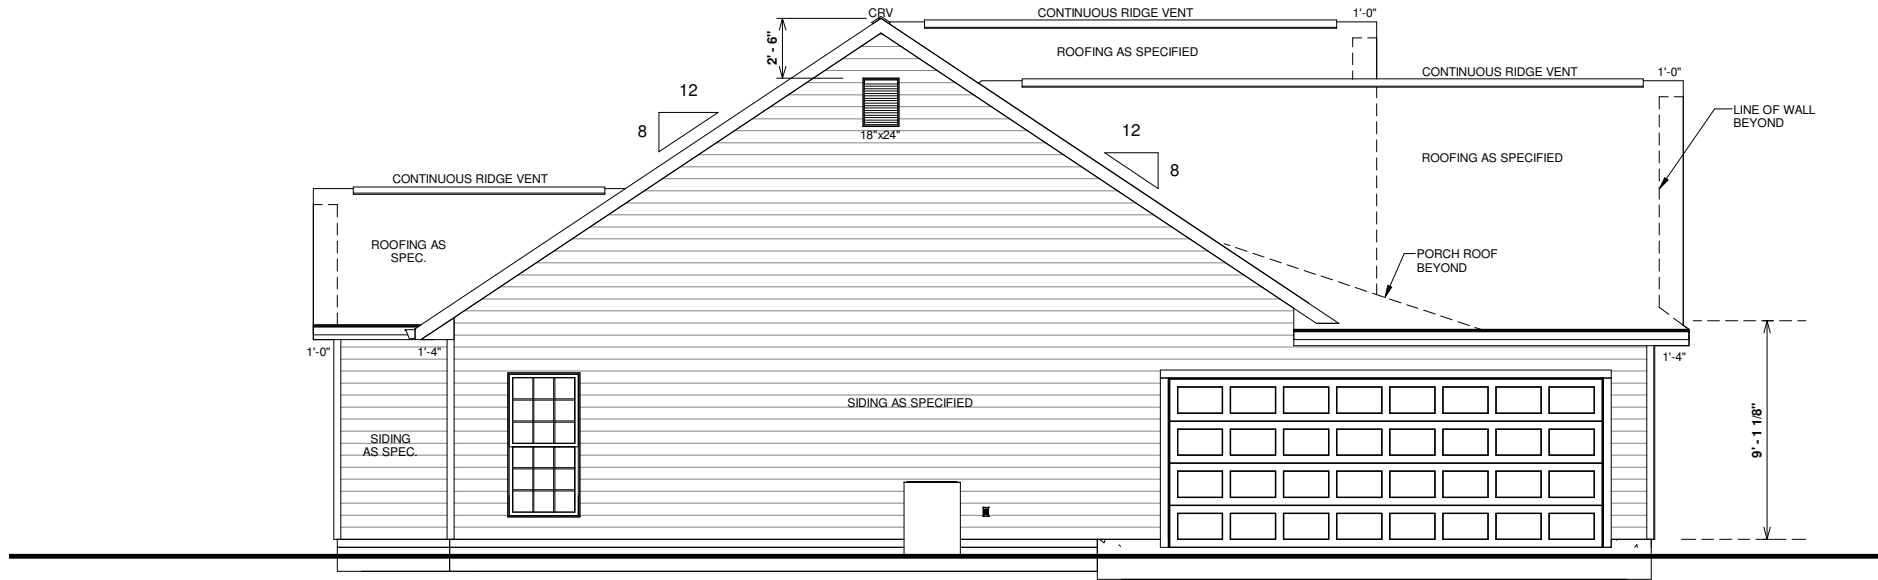 CRV
CONTINUOUS RIDGE VENT
1'-0"
2' - 6"
ROOFING AS SPECIFIED
CONTINUOUS RIDGE VENT
1'-0"
12
8
18"x24"
LINE OF WALL
BEYOND
12
8
ROOFING AS SPECIFIED
CONTINUOUS RIDGE VENT
ROOFING AS
SPEC.
PORCH ROOF
BEYOND
1'-0"
1'-4"
1'-4"
SIDING AS SPECIFIED
9' - 1 1/8"
SIDING
AS SPEC.